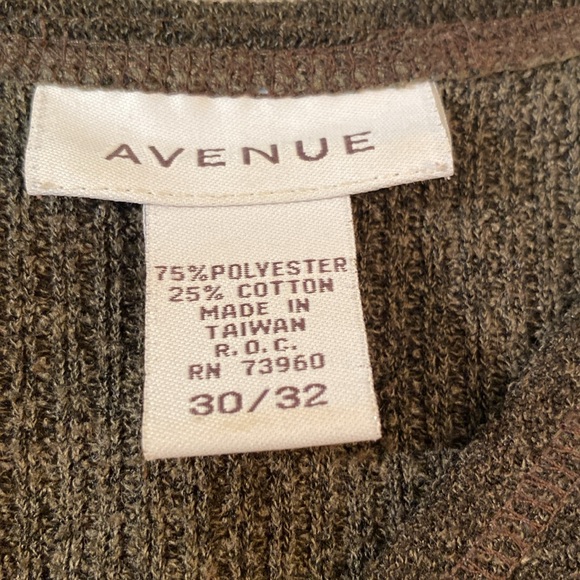 AVENUE
75%POLYESTER
25% COTTON
MADE IN
TAIWAN
R.O.C.
RN 73960
30/32